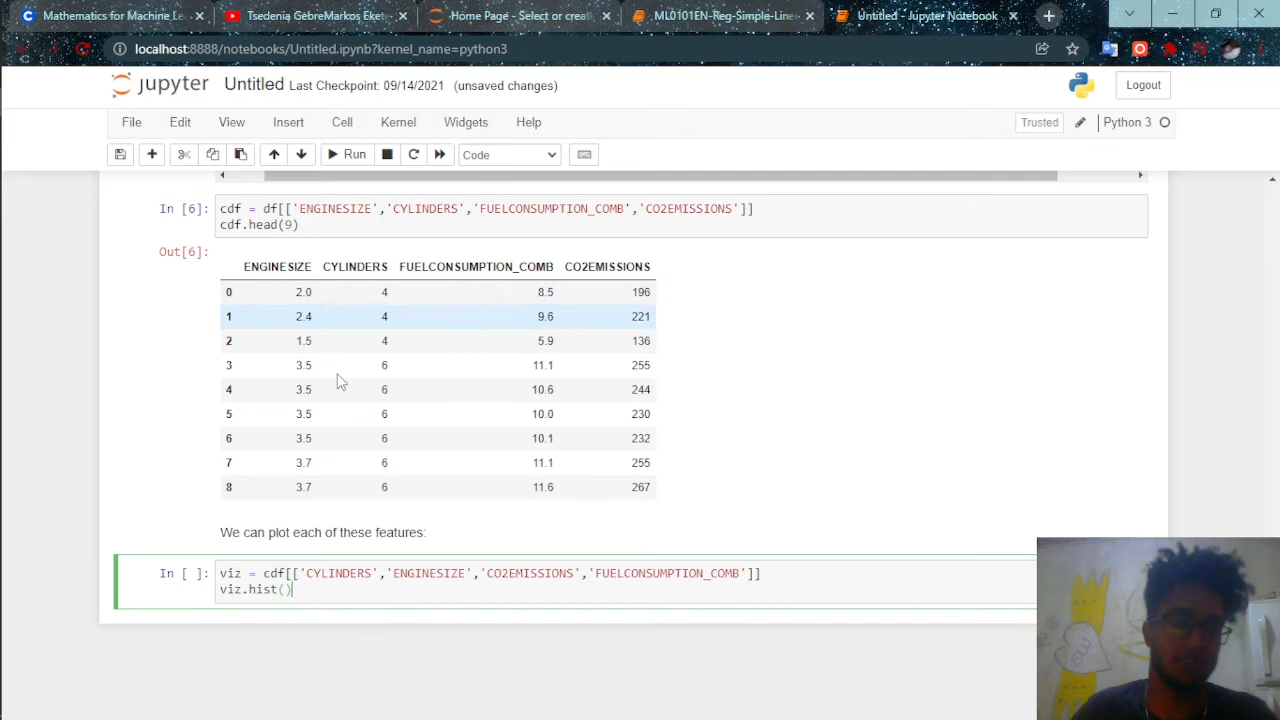 Mathematics for Machine Le
Tsedenia GebreMarkos Eket
Home Page - Select or creat
ML0101EN-Reg-Simple-Line
Untitled - Jupyter Notebook
localhost:8888/notebooks/Untitled.ipynb?kernel_name=python3
jupyter Untitled Last Checkpoint: 09/14/2021 (unsaved changes)
Logout
File Edit View Insert Cell Kernel Widgets Help
Trusted Python 3
Run Code
In [6]: cdf = df[['ENGINESIZE','CYLINDERS','FUELCONSUMPTION_COMB','CO2EMISSIONS']]
cdf.head(9)
Out[6]:
ENGINESIZE CYLINDERS FUELCONSUMPTION_COMB CO2EMISSIONS
0 2.0 4 8.5 196
1 2.4 4 9.6 221
2 1.5 4 5.9 136
3 3.5 6 11.1 255
4 3.5 6 10.6 244
5 3.5 6 10.0 230
6 3.5 6 10.1 232
7 3.7 6 11.1 255
8 3.7 6 11.6 267
We can plot each of these features:
In [ ]: viz = cdf[['CYLINDERS','ENGINESIZE','CO2EMISSIONS','FUELCONSUMPTION_COMB']]
viz.hist()